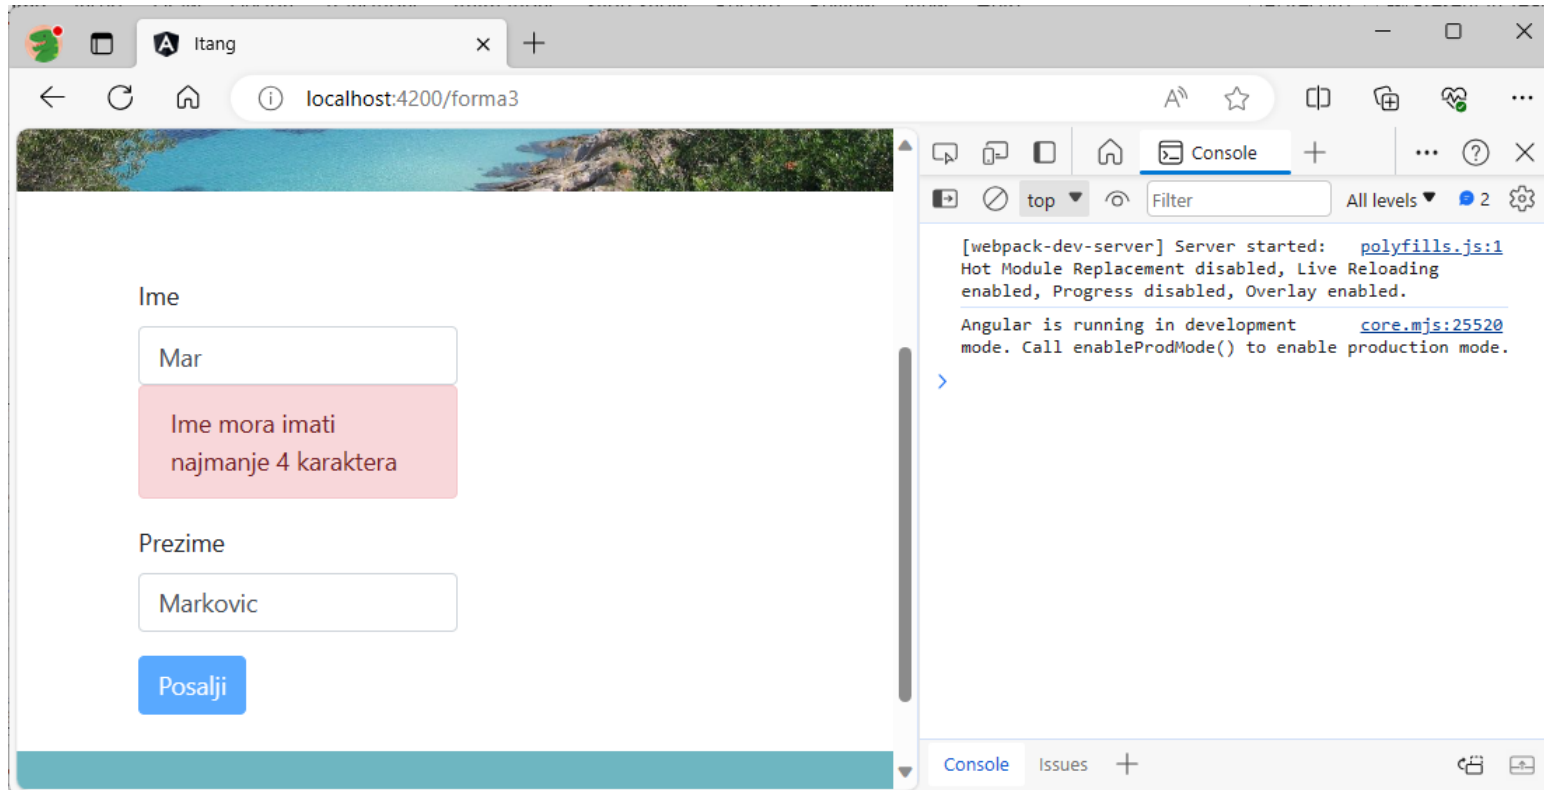 Itang
localhost:4200/forma3
Console
top
Filter
All levels
2
[webpack-dev-server] Server started: polyfills.js:1
Hot Module Replacement disabled, Live Reloading
enabled, Progress disabled, Overlay enabled.
Angular is running in development core.mjs:25520
mode. Call enableProdMode() to enable production mode.
Ime
Mar
Ime mora imati
najmanje 4 karaktera
Prezime
Markovic
Posalji
Console Issues